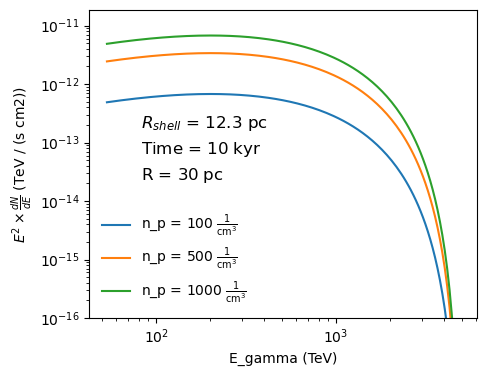 10⁻¹¹
10⁻¹²
10⁻¹³
10⁻¹⁴
10⁻¹⁵
10⁻¹⁶
E² × dN/dE (TeV / (s cm2))
R_shell = 12.3 pc
Time = 10 kyr
R = 30 pc
n_p = 100 1/cm³
n_p = 500 1/cm³
n_p = 1000 1/cm³
10² 10³
E_gamma (TeV)